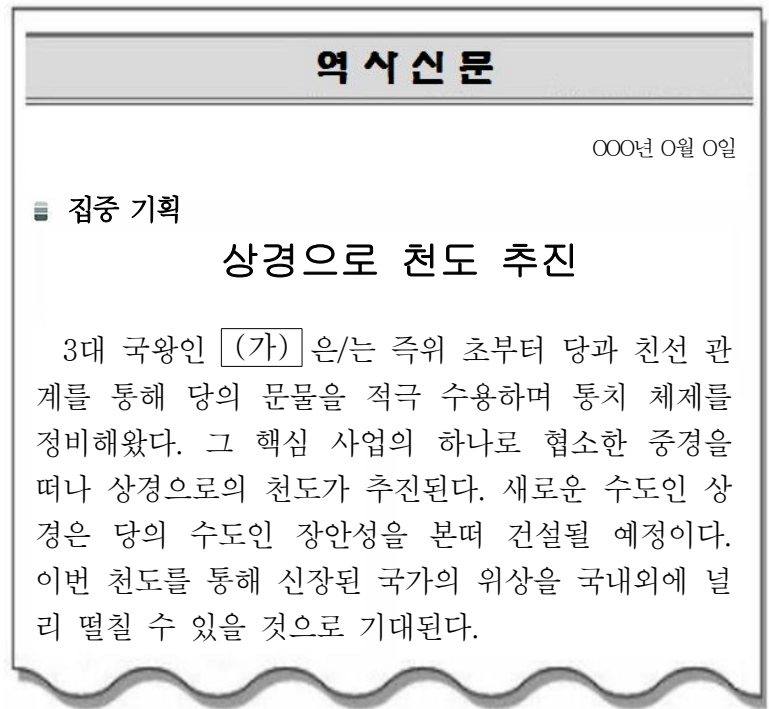 역사신문
OOO년 O월 O일
집중 기획
상경으로 천도 추진
3대 국왕인 (가) 은/는 즉위 초부터 당과 친선 관
계를 통해 당의 문물을 적극 수용하며 통치 체제를
정비해왔다. 그 핵심 사업의 하나로 협소한 중경을
떠나 상경으로의 천도가 추진된다. 새로운 수도인 상
경은 당의 수도인 장안성을 본떠 건설될 예정이다.
이번 천도를 통해 신장된 국가의 위상을 국내외에 널
리 떨칠 수 있을 것으로 기대된다.